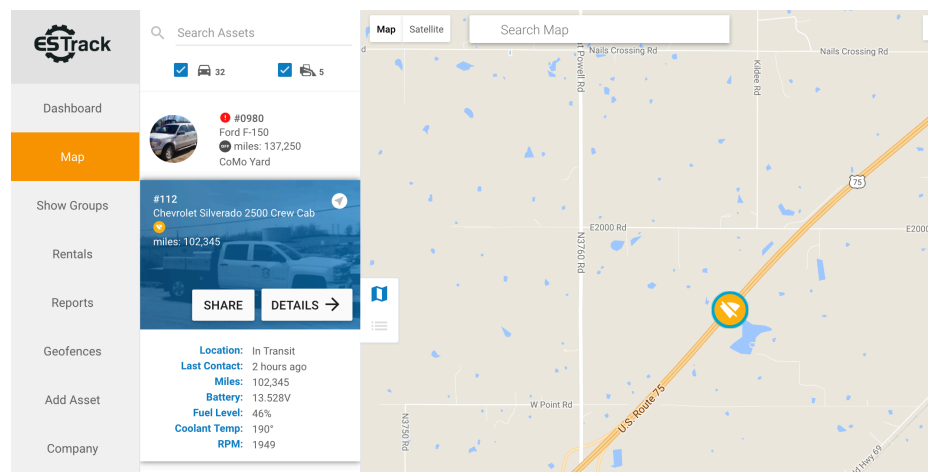 ESTrack
Dashboard
Map
Show Groups
Rentals
Reports
Geofences
Add Asset
Company
Search Assets
32
5
#0980
Ford F-150
OFF miles: 137,250
CoMo Yard
#112
Chevrolet Silverado 2500 Crew Cab
miles: 102,345
SHARE
DETAILS
Location: In Transit
Last Contact: 2 hours ago
Miles: 102,345
Battery: 13.528V
Fuel Level: 46%
Coolant Temp: 190°
RPM: 1949
Map
Satellite
Search Map
d
Nails Crossing Rd
Nails Crossing Rd
t Powell Rd
Kildee Rd
75
E2000 Rd
E2000
N3760 Rd
W Point Rd
U.S. Route 75
N3750 Rd
d Hwy 69